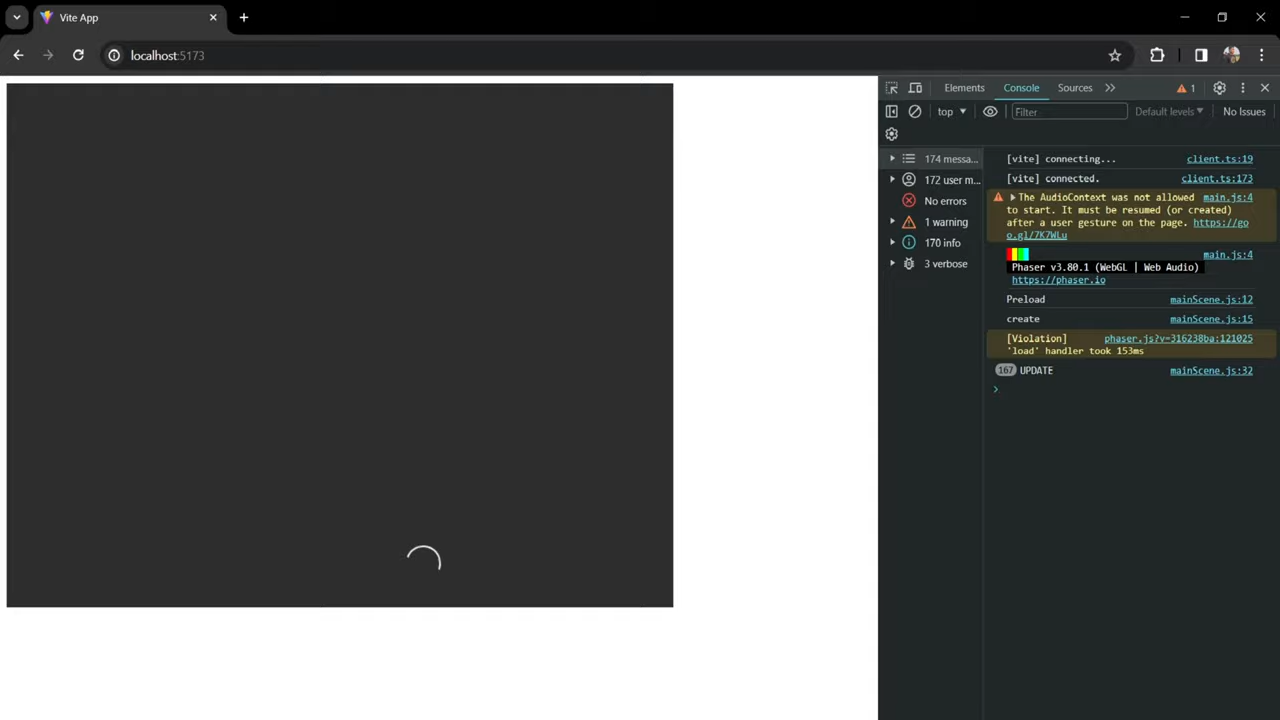 Vite App
localhost:5173
Elements
Console
Sources
1
top
Filter
Default levels
No Issues
174 messa...
172 user m...
No errors
1 warning
170 info
3 verbose
[vite] connecting...
client.ts:19
[vite] connected.
client.ts:173
The AudioContext was not allowed
main.js:4
to start. It must be resumed (or created)
after a user gesture on the page. https://go
o.gl/7K7WLu
main.js:4
Phaser v3.80.1 (WebGL | Web Audio)
https://phaser.io
Preload
mainScene.js:12
create
mainScene.js:15
[Violation]
phaser.js?v=316238ba:121025
'load' handler took 153ms
167 UPDATE
mainScene.js:32